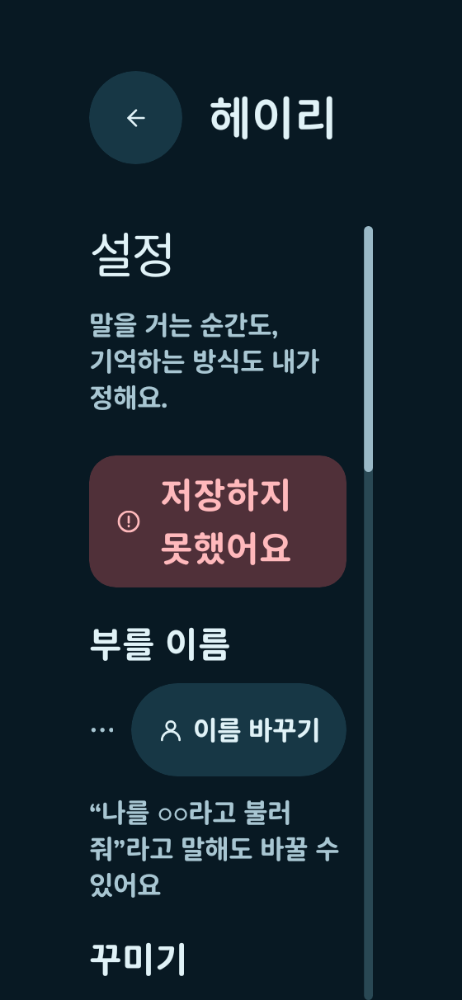 헤이리
설정
말을 거는 순간도,
기억하는 방식도 내가
정해요.
저장하지
못했어요
부를 이름
... 이름 바꾸기
“나를 ○○라고 불러
줘”라고 말해도 바꿀 수
있어요
꾸미기